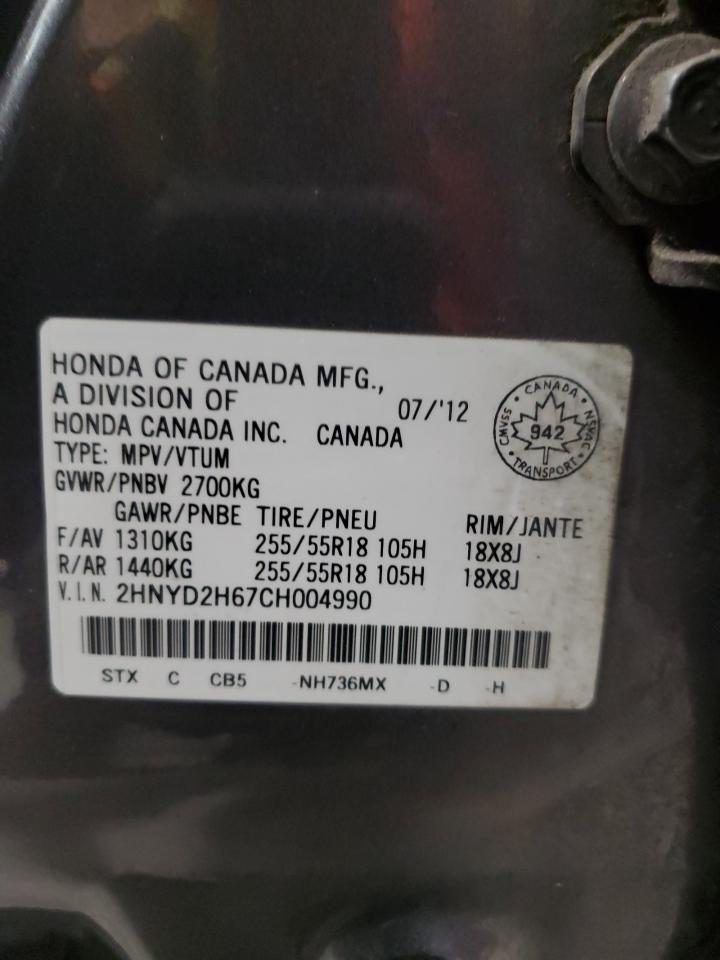 HONDA OF CANADA MFG.,
A DIVISION OF 07/'12
HONDA CANADA INC. CANADA
TYPE: MPV/VTUM
GVWR/PNBV 2700KG
GAWR/PNBE TIRE/PNEU RIM/JANTE
F/AV 1310KG 255/55R18 105H 18X8J
R/AR 1440KG 255/55R18 105H 18X8J
V.I.N. 2HNYD2H67CH004990
STX C CB5 -NH736MX -D -H
CANADA
CMVSS 942 NSVAC
TRANSPORT